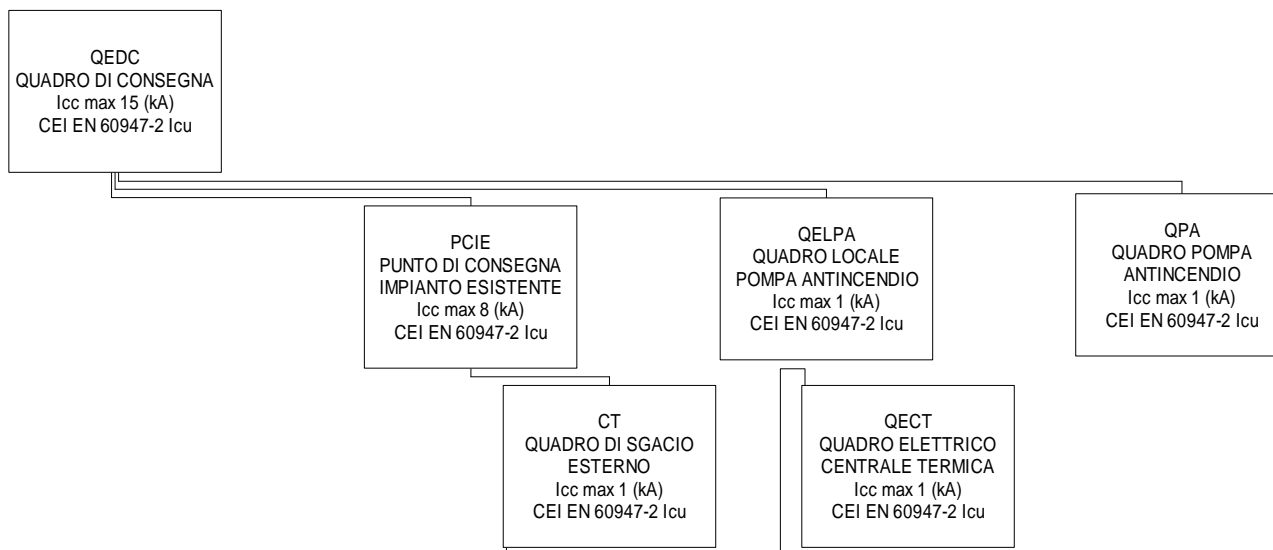 QEDC
QUADRO DI CONSEGNA
Icc max 15 (kA)
CEI EN 60947-2 Icu
PCIE
PUNTO DI CONSEGNA
IMPIANTO ESISTENTE
Icc max 8 (kA)
CEI EN 60947-2 Icu
QELPA
QUADRO LOCALE
POMPA ANTINCENDIO
Icc max 1 (kA)
CEI EN 60947-2 Icu
QPA
QUADRO POMPA
ANTINCENDIO
Icc max 1 (kA)
CEI EN 60947-2 Icu
CT
QUADRO DI SGACIO
ESTERNO
Icc max 1 (kA)
CEI EN 60947-2 Icu
QECT
QUADRO ELETTRICO
CENTRALE TERMICA
Icc max 1 (kA)
CEI EN 60947-2 Icu